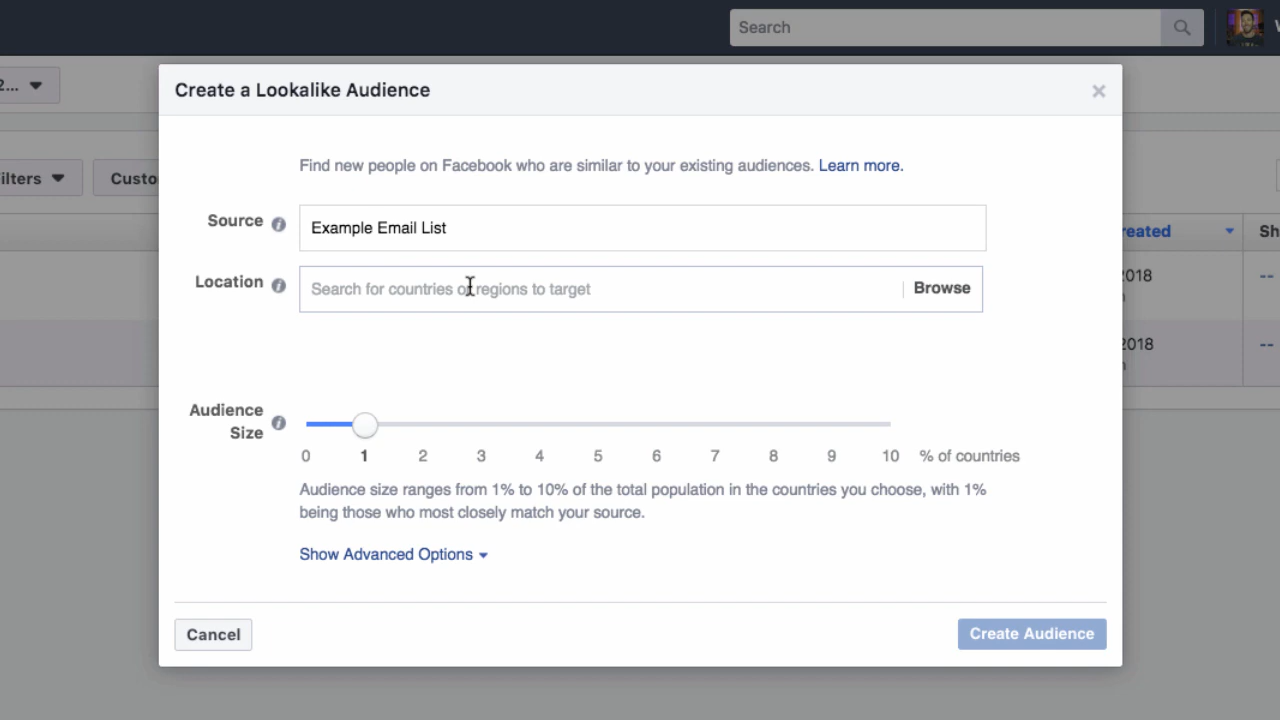 Search
2...
Create a Lookalike Audience
Find new people on Facebook who are similar to your existing audiences. Learn more.
ilters
Custo
Source
Example Email List
reated
Sh
Location
Search for countries or regions to target
Browse
2018
--
2018
--
Audience
Size
0 1 2 3 4 5 6 7 8 9 10 % of countries
Audience size ranges from 1% to 10% of the total population in the countries you choose, with 1%
being those who most closely match your source.
Show Advanced Options
Cancel
Create Audience